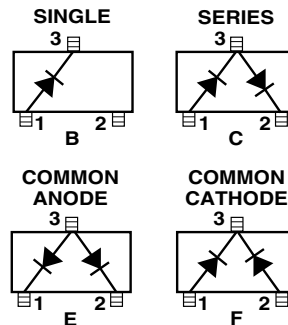 SINGLE
3
1 2
B
SERIES
3
1 2
C
COMMON
ANODE
3
1 2
E
COMMON
CATHODE
3
1 2
F